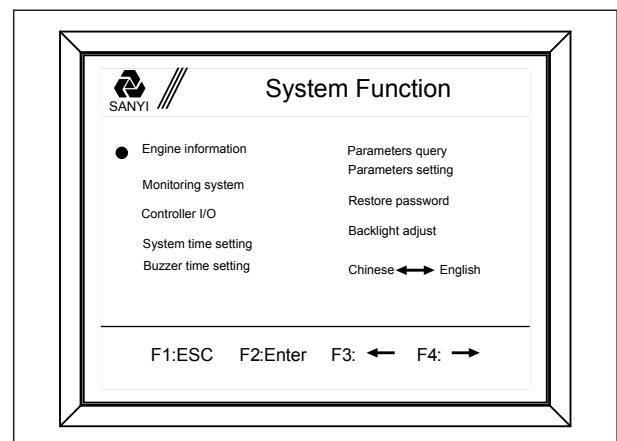 SANYI
System Function
Engine information
Monitoring system
Controller I/O
System time setting
Buzzer time setting
Parameters query
Parameters setting
Restore password
Backlight adjust
Chinese ↔ English
F1:ESC F2:Enter F3: ← F4: →